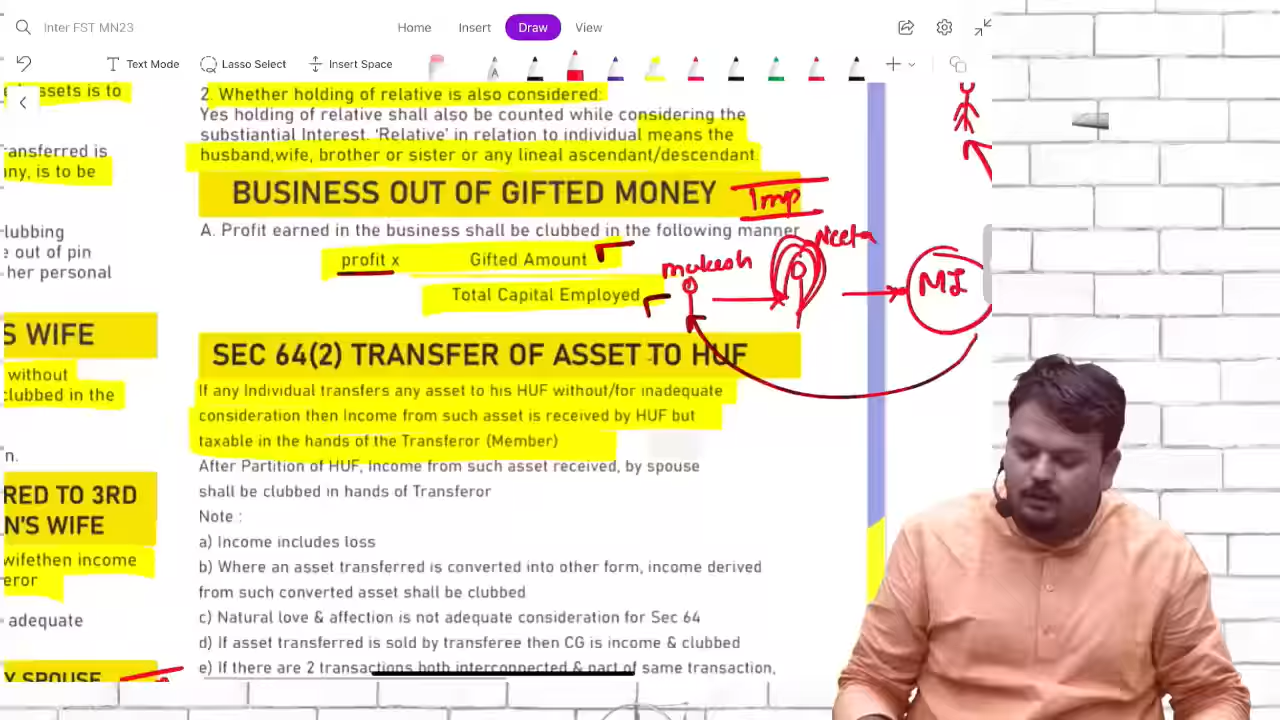 Inter FST MN23
Home
Insert
Draw
View
Text Mode
Lasso Select
Insert Space
assets is to
ansferred is
any, is to be
lubbing
e out of pin
her personal
S WIFE
without
clubbed in the
n.
RED TO 3RD
N'S WIFE
wifethen income
eror
adequate
Y SPOUSE
2. Whether holding of relative is also considered:
Yes holding of relative shall also be counted while considering the
substiantial Interest. 'Relative' in relation to individual means the
husband,wife, brother or sister or any lineal ascendant/descendant.
BUSINESS OUT OF GIFTED MONEY
Imp
A. Profit earned in the business shall be clubbed in the following manner
profit x Gifted Amount
Total Capital Employed
mukesh
Neeta
MI
SEC 64(2) TRANSFER OF ASSET TO HUF
If any Individual transfers any asset to his HUF without/for inadequate
consideration then Income from such asset is received by HUF but
taxable in the hands of the Transferor (Member)
After Partition of HUF, Income from such asset received, by spouse
shall be clubbed in hands of Transferor
Note :
a) Income includes loss
b) Where an asset transferred is converted into other form, income derived
from such converted asset shall be clubbed
c) Natural love & affection is not adequate consideration for Sec 64
d) If asset transferred is sold by transferee then CG is income & clubbed
e) If there are 2 transactions both interconnected & part of same transaction,